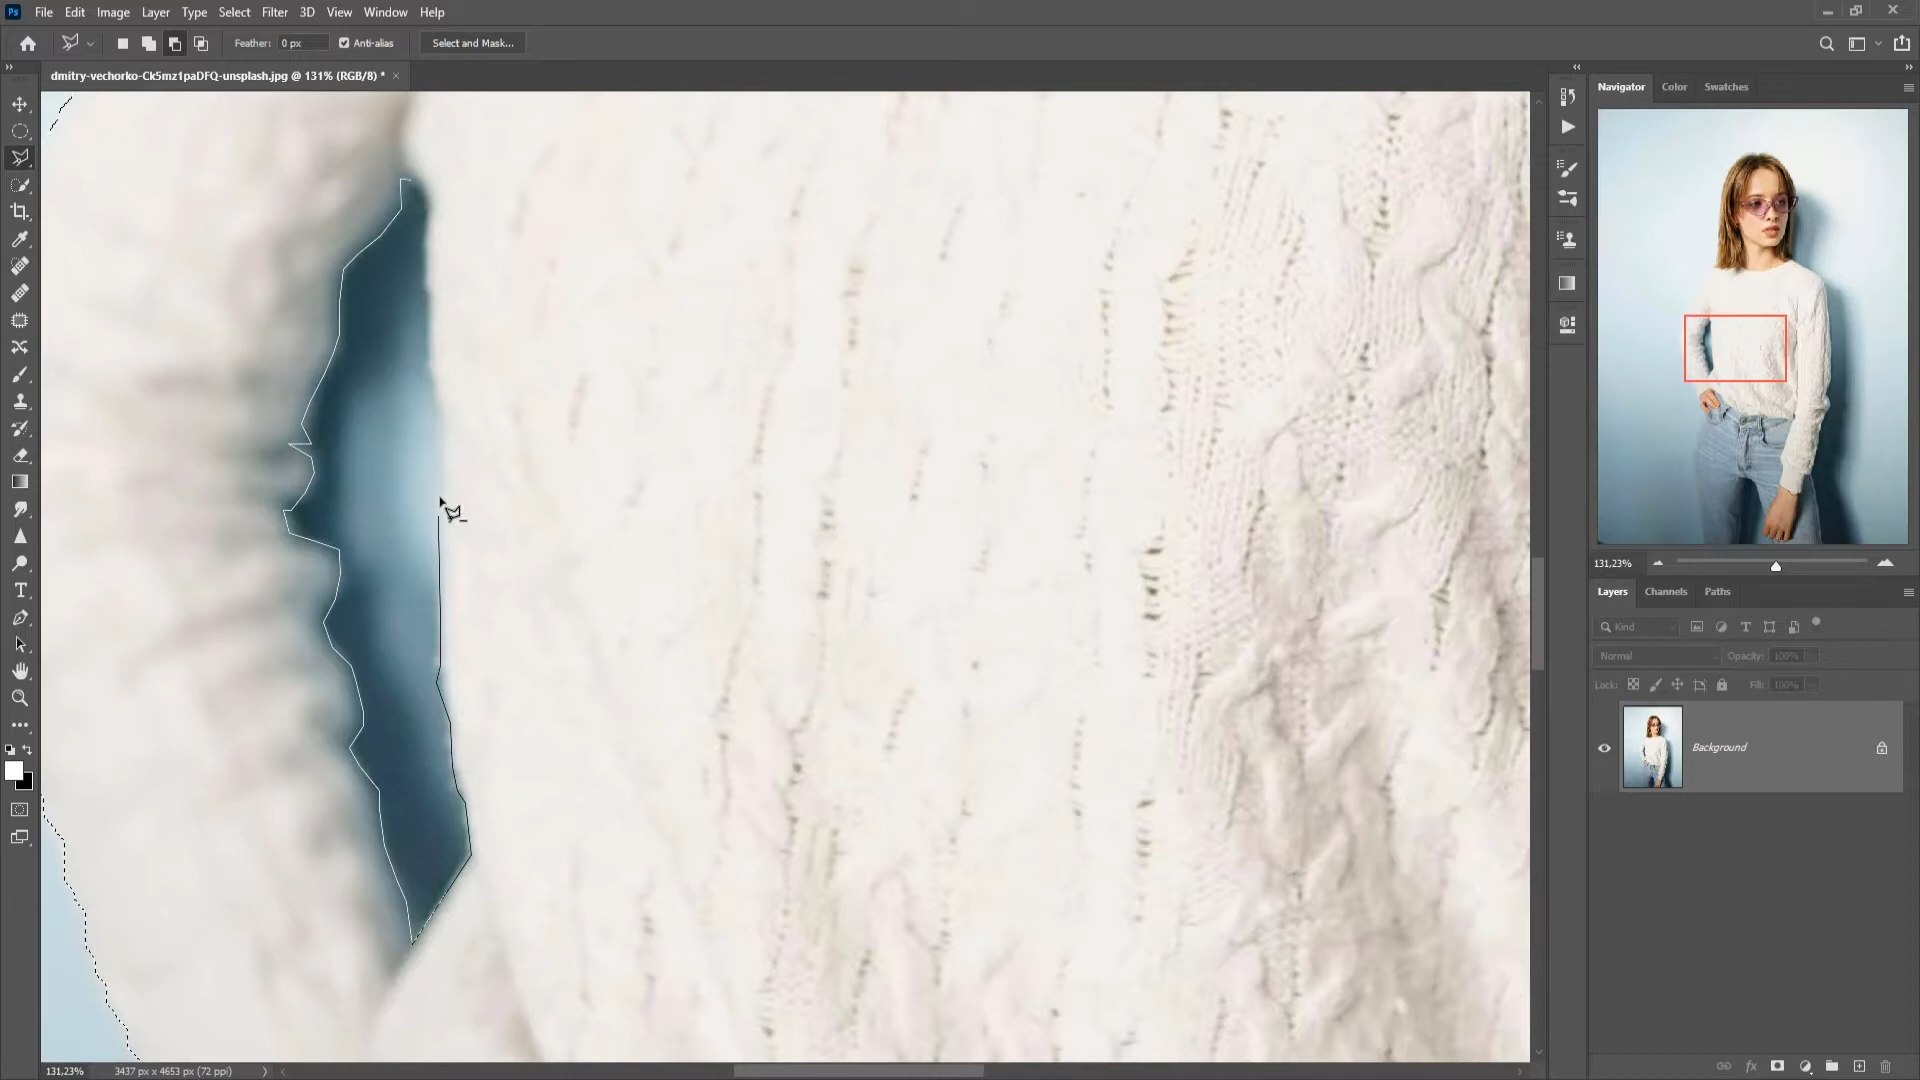 Ps File Edit Image Layer Type Select Filter 3D View Window Help
Feather: 0 px Anti-alias Select and Mask...
dmitry-vechorko-Ck5mz1paDFQ-unsplash.jpg @ 131% (RGB/8) *
Navigator Color Swatches
131,23%
Layers Channels Paths
Kind
Normal Opacity: 100%
Lock: Fill: 100%
Background
131,23% 3437 px x 4653 px (72 ppi)